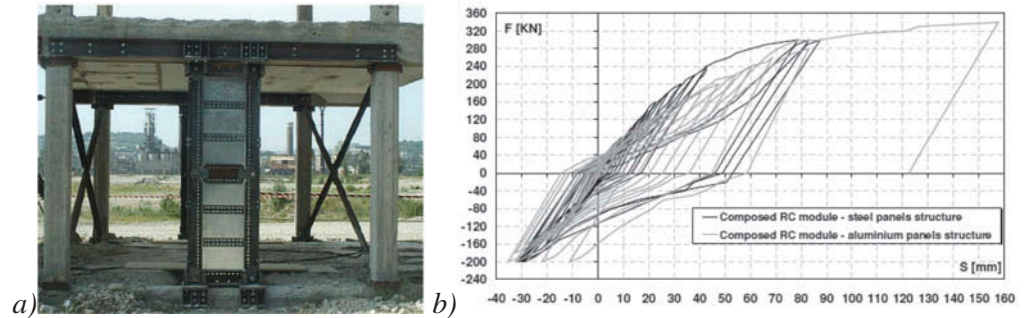 a)
b)
F [KN]
360
320
280
240
200
160
120
80
40
0
-40
-80
-120
-160
-200
-240
Composed RC module - steel panels structure
Composed RC module - aluminium panels structure
S [mm]
-40 -30 -20 -10 0 10 20 30 40 50 60 70 80 90 100 110 120 130 140 150 160